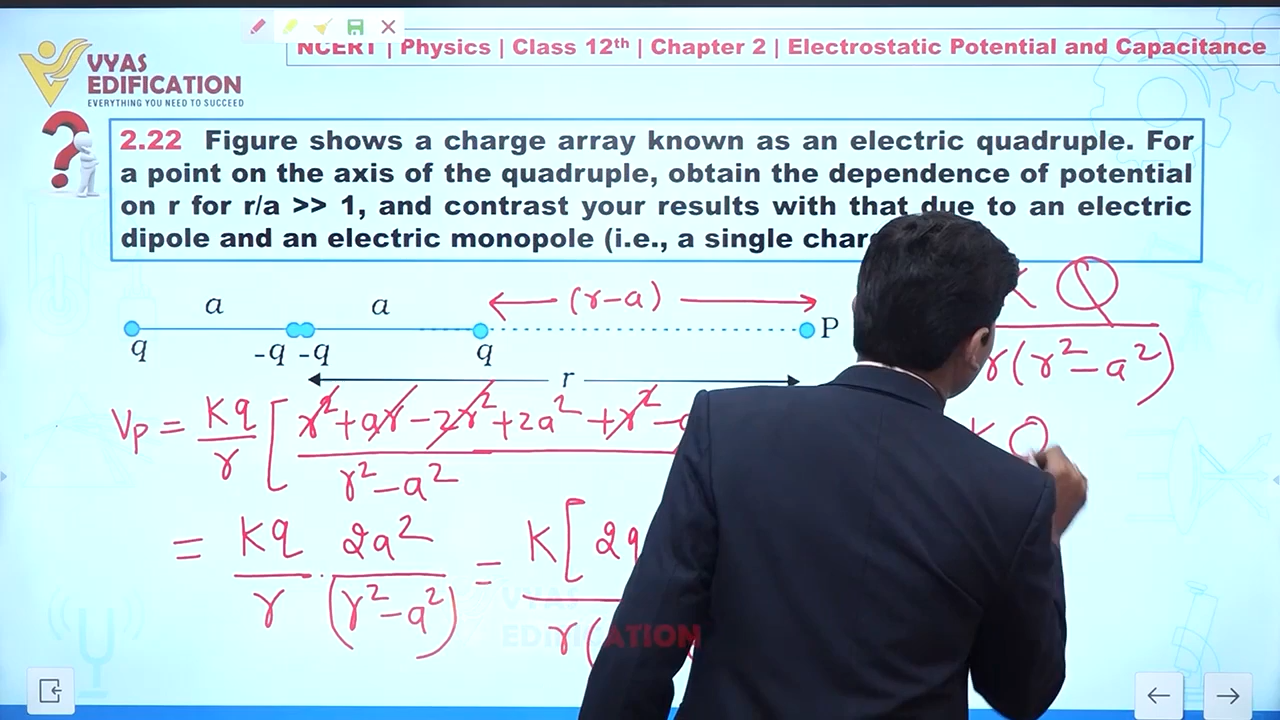 NCERT | Physics | Class 12th | Chapter 2 | Electrostatic Potential and Capacitance
VYAS
EDIFICATION
EVERYTHING YOU NEED TO SUCCEED
2.22 Figure shows a charge array known as an electric quadruple. For
a point on the axis of the quadruple, obtain the dependence of potential
on r for r/a >> 1, and contrast your results with that due to an electric
dipole and an electric monopole (i.e., a single
a a (r-a)
P
q -q -q q
r
Vp = Kq/r [ r² + ar - 2r² + 2a² + r² - / r² - a²
= Kq/r · 2a²/(r² - a²) = K[ 2q / r(
K Q / r(r² - a²)
K Q
VYAS
EDIFICATION